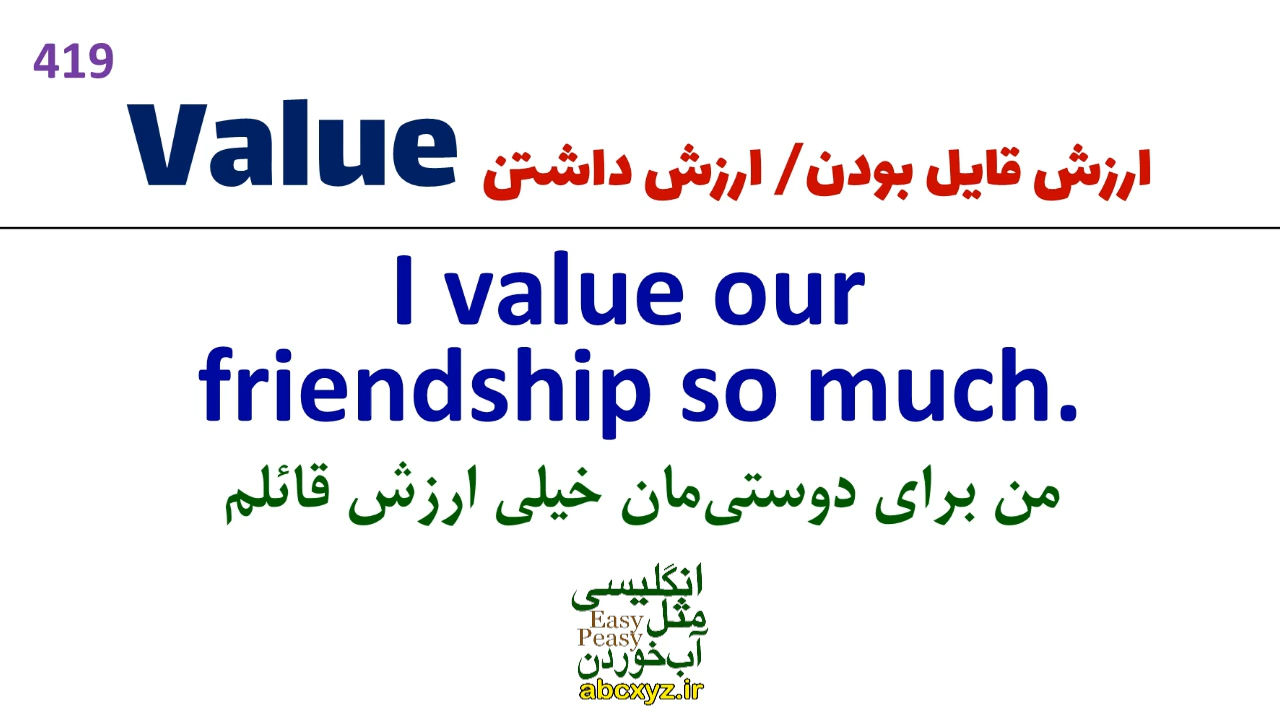 419
Value ارزش قایل بودن/ ارزش داشتن
I value our
friendship so much.
من برای دوستی‌مان خیلی ارزش قائلم
انگلیسی
مثل Easy
Peasy
آب‌خوردن
abcxyz.ir